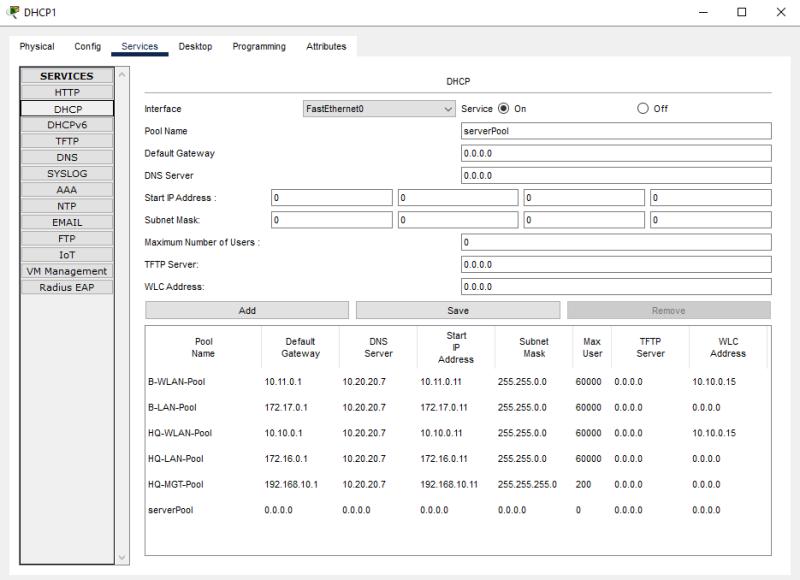 DHCP1
Physical Config Services Desktop Programming Attributes
SERVICES
HTTP
DHCP
DHCPv6
TFTP
DNS
SYSLOG
AAA
NTP
EMAIL
FTP
IoT
VM Management
Radius EAP
DHCP
Interface FastEthernet0 Service On Off
Pool Name serverPool
Default Gateway 0.0.0.0
DNS Server 0.0.0.0
Start IP Address : 0 0 0 0
Subnet Mask: 0 0 0 0
Maximum Number of Users : 0
TFTP Server: 0.0.0.0
WLC Address: 0.0.0.0
Add Save Remove
Pool Name Default Gateway DNS Server Start IP Address Subnet Mask Max User TFTP Server WLC Address
B-WLAN-Pool 10.11.0.1 10.20.20.7 10.11.0.11 255.255.0.0 60000 0.0.0.0 10.10.0.15
B-LAN-Pool 172.17.0.1 10.20.20.7 172.17.0.11 255.255.0.0 60000 0.0.0.0 0.0.0.0
HQ-WLAN-Pool 10.10.0.1 10.20.20.7 10.10.0.11 255.255.0.0 60000 0.0.0.0 10.10.0.15
HQ-LAN-Pool 172.16.0.1 10.20.20.7 172.16.0.11 255.255.0.0 60000 0.0.0.0 0.0.0.0
HQ-MGT-Pool 192.168.10.1 10.20.20.7 192.168.10.11 255.255.255.0 200 0.0.0.0 0.0.0.0
serverPool 0.0.0.0 0.0.0.0 0.0.0.0 0.0.0.0 0 0.0.0.0 0.0.0.0